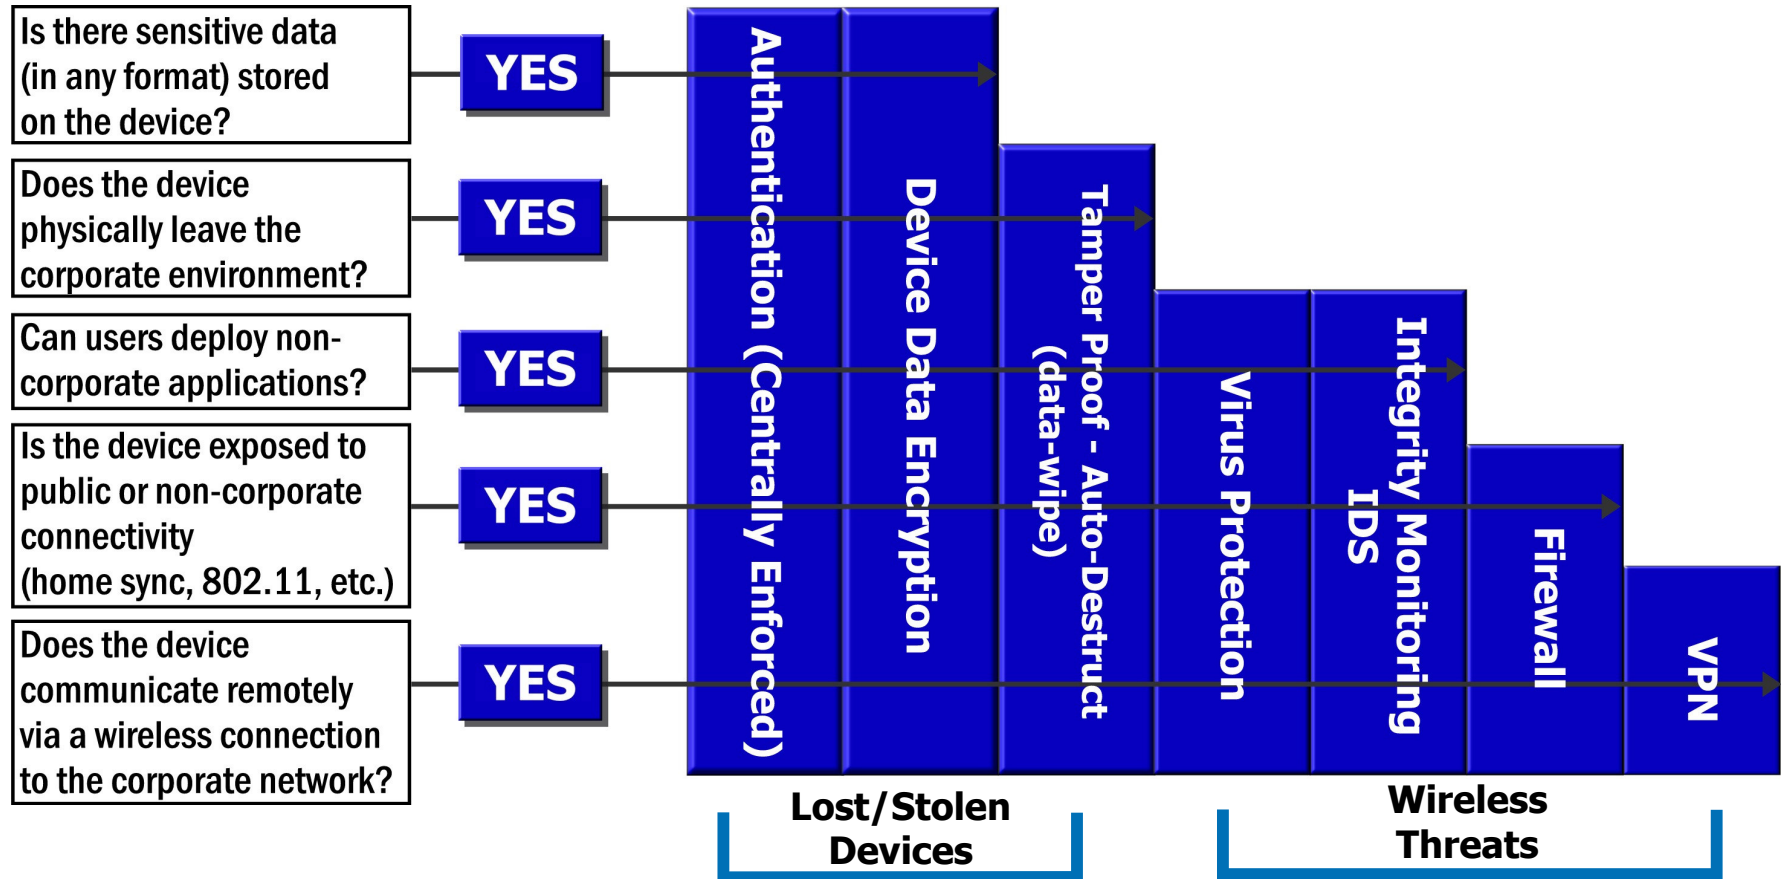 Is there sensitive data
(in any format) stored
on the device?
YES
Does the device
physically leave the
corporate environment?
YES
Can users deploy non-
corporate applications?
YES
Is the device exposed to
public or non-corporate
connectivity
(home sync, 802.11, etc.)
YES
Does the device
communicate remotely
via a wireless connection
to the corporate network?
YES
Authentication (Centrally Enforced)
Device Data Encryption
Tamper Proof - Auto-Destruct
(data-wipe)
Virus Protection
Integrity Monitoring
IDS
Firewall
VPN
Lost/Stolen
Devices
Wireless
Threats